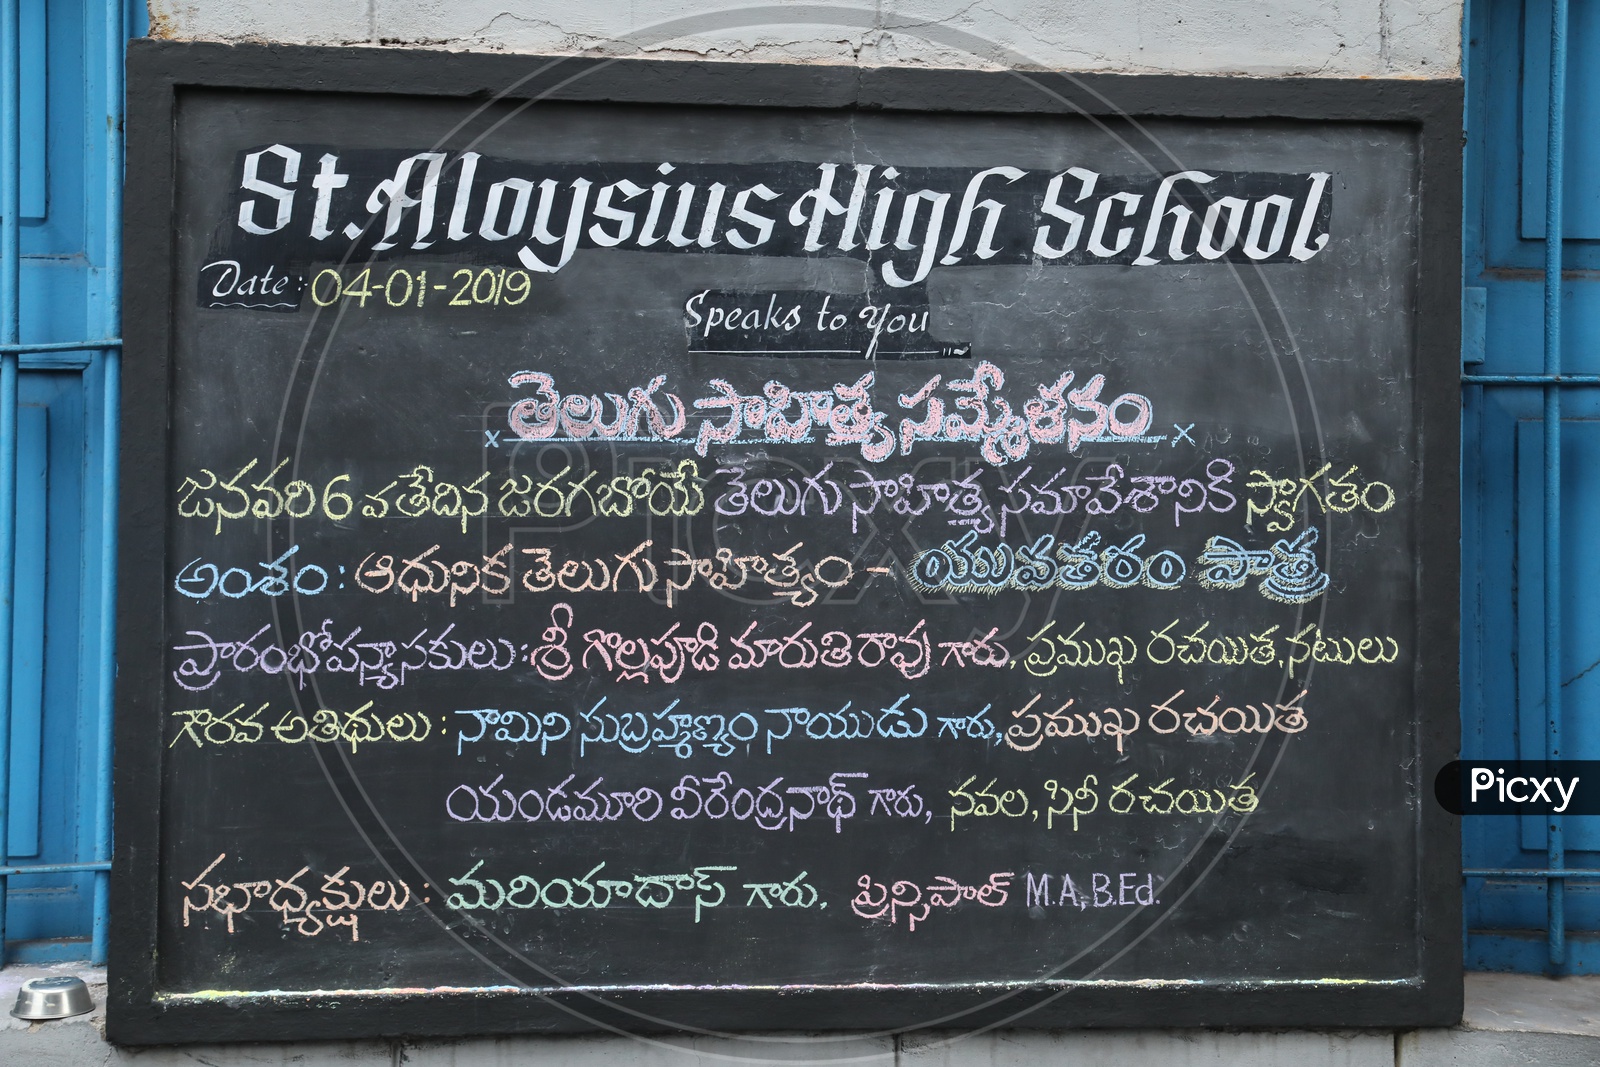 St. Aloysius High School
Date: 04-01-2019
Speaks to you
తెలుగు సాహిత్య సమ్మేళనం
జనవరి 6 వ తేదిన జరగబోయే తెలుగు సాహిత్య సమావేశానికి స్వాగతం
అంశం: ఆధునిక తెలుగు సాహిత్యం - యువతరం పాత్ర
ప్రారంభోపన్యాసకులు: శ్రీ గొల్లపూడి మారుతి రావు గారు, ప్రముఖ రచయిత, నటులు
గౌరవ అతిథులు: నామిని సుబ్రహ్మణ్యం నాయుడు గారు, ప్రముఖ రచయిత
యండమూరి వీరేంద్రనాథ్ గారు, నవల, సినీ రచయిత
సభాధ్యక్షులు: మరియాదాస్ గారు, ప్రిన్సిపాల్ M.A, B.Ed.
Picxy
Picxy